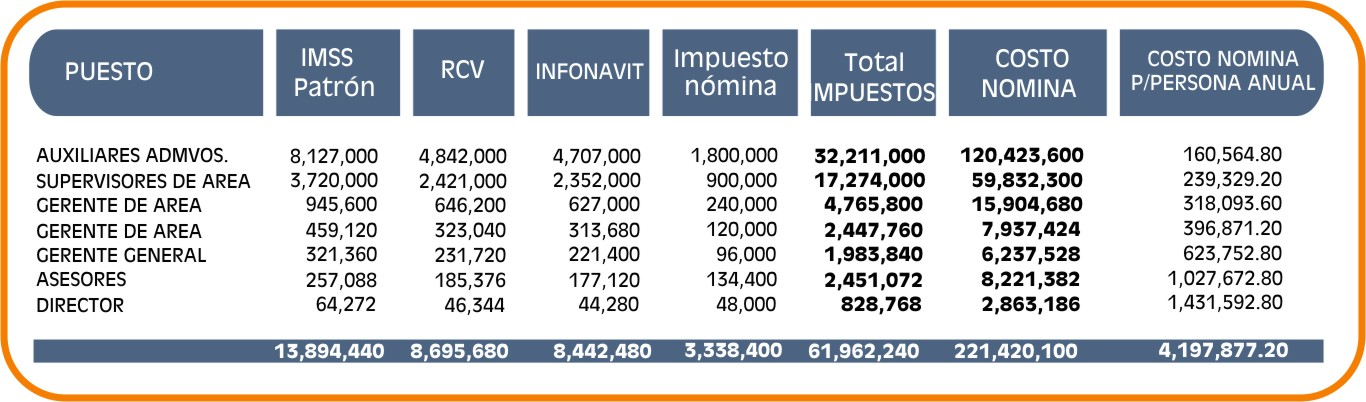 PUESTO IMSS Patrón RCV INFONAVIT Impuesto nómina Total IMPUESTOS COSTO NOMINA COSTO NOMINA P/PERSONA ANUAL
AUXILIARES ADMVOS. 8,127,000 4,842,000 4,707,000 1,800,000 32,211,000 120,423,600 160,564.80
SUPERVISORES DE AREA 3,720,000 2,421,000 2,352,000 900,000 17,274,000 59,832,300 239,329.20
GERENTE DE AREA 945,600 646,200 627,000 240,000 4,765,800 15,904,680 318,093.60
GERENTE DE AREA 459,120 323,040 313,680 120,000 2,447,760 7,937,424 396,871.20
GERENTE GENERAL 321,360 231,720 221,400 96,000 1,983,840 6,237,528 623,752.80
ASESORES 257,088 185,376 177,120 134,400 2,451,072 8,221,382 1,027,672.80
DIRECTOR 64,272 46,344 44,280 48,000 828,768 2,863,186 1,431,592.80
13,894,440 8,695,680 8,442,480 3,338,400 61,962,240 221,420,100 4,197,877.20